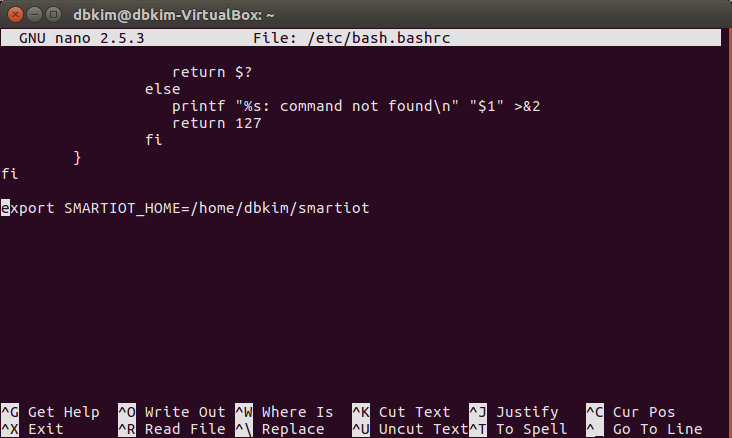 dbkim@dbkim-VirtualBox: ~
GNU nano 2.5.3 File: /etc/bash.bashrc
return $?
else
printf "%s: command not found\n" "$1" >&2
return 127
fi
}
fi
export SMARTIOT_HOME=/home/dbkim/smartiot
^G Get Help ^O Write Out ^W Where Is ^K Cut Text ^J Justify ^C Cur Pos
^X Exit ^R Read File ^\ Replace ^U Uncut Text ^T To Spell ^_ Go To Line